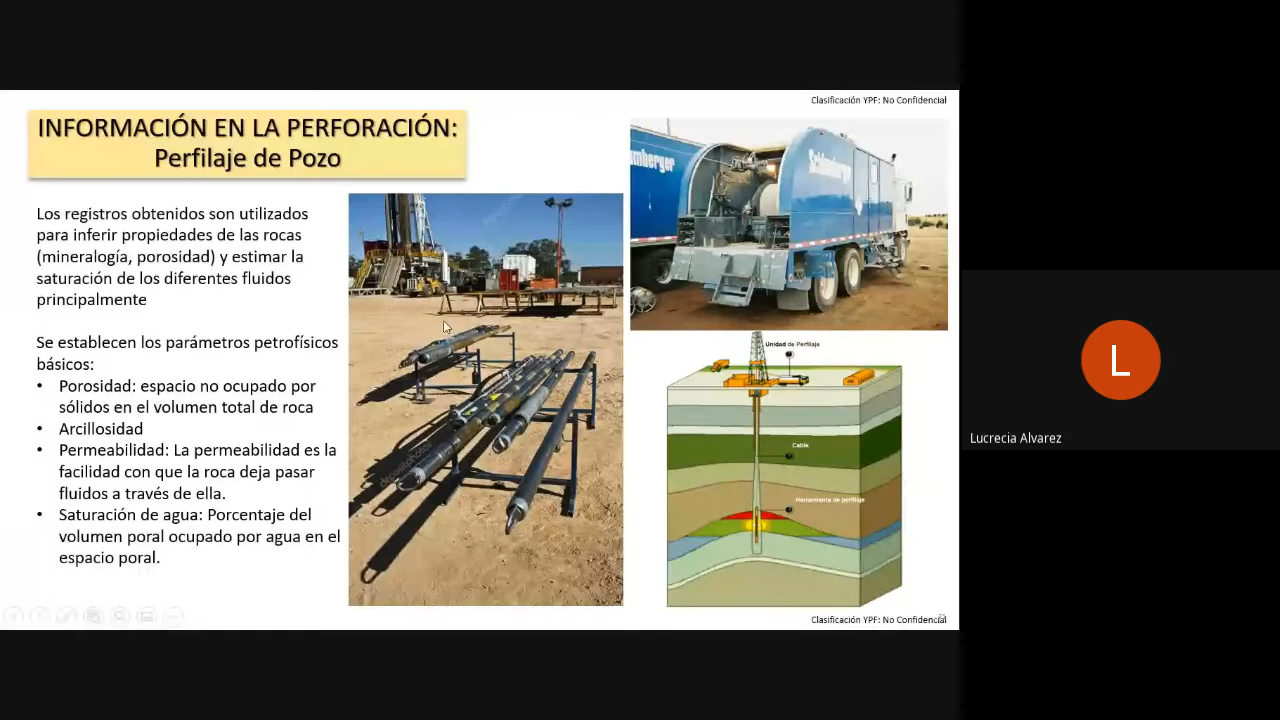 Clasificación YPF: No Confidencial
INFORMACIÓN EN LA PERFORACIÓN:
Perfilaje de Pozo
Los registros obtenidos son utilizados
para inferir propiedades de las rocas
(mineralogía, porosidad) y estimar la
saturación de los diferentes fluidos
principalmente
Se establecen los parámetros petrofísicos
básicos:
• Porosidad: espacio no ocupado por
sólidos en el volumen total de roca
• Arcillosidad
• Permeabilidad: La permeabilidad es la
facilidad con que la roca deja pasar
fluidos a través de ella.
• Saturación de agua: Porcentaje del
volumen poral ocupado por agua en el
espacio poral.
depositphotos
umberger
Schlumberger
Unidad de Perfilaje
Cable
Herramienta de perfilaje
Clasificación YPF: No Confidencial
L
Lucrecia Alvarez